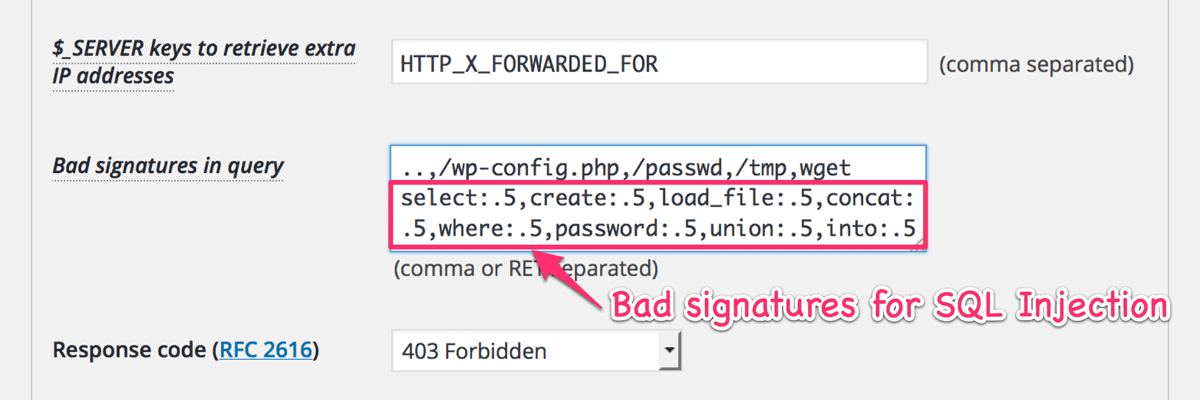 $_SERVER keys to retrieve extra
IP addresses
HTTP_X_FORWARDED_FOR
(comma separated)
Bad signatures in query
..,/wp-config.php,/passwd,/tmp,wget
select:.5,create:.5,load_file:.5,concat:
.5,where:.5,password:.5,union:.5,into:.5
(comma or RET separated)
Bad signatures for SQL Injection
Response code (RFC 2616)
403 Forbidden